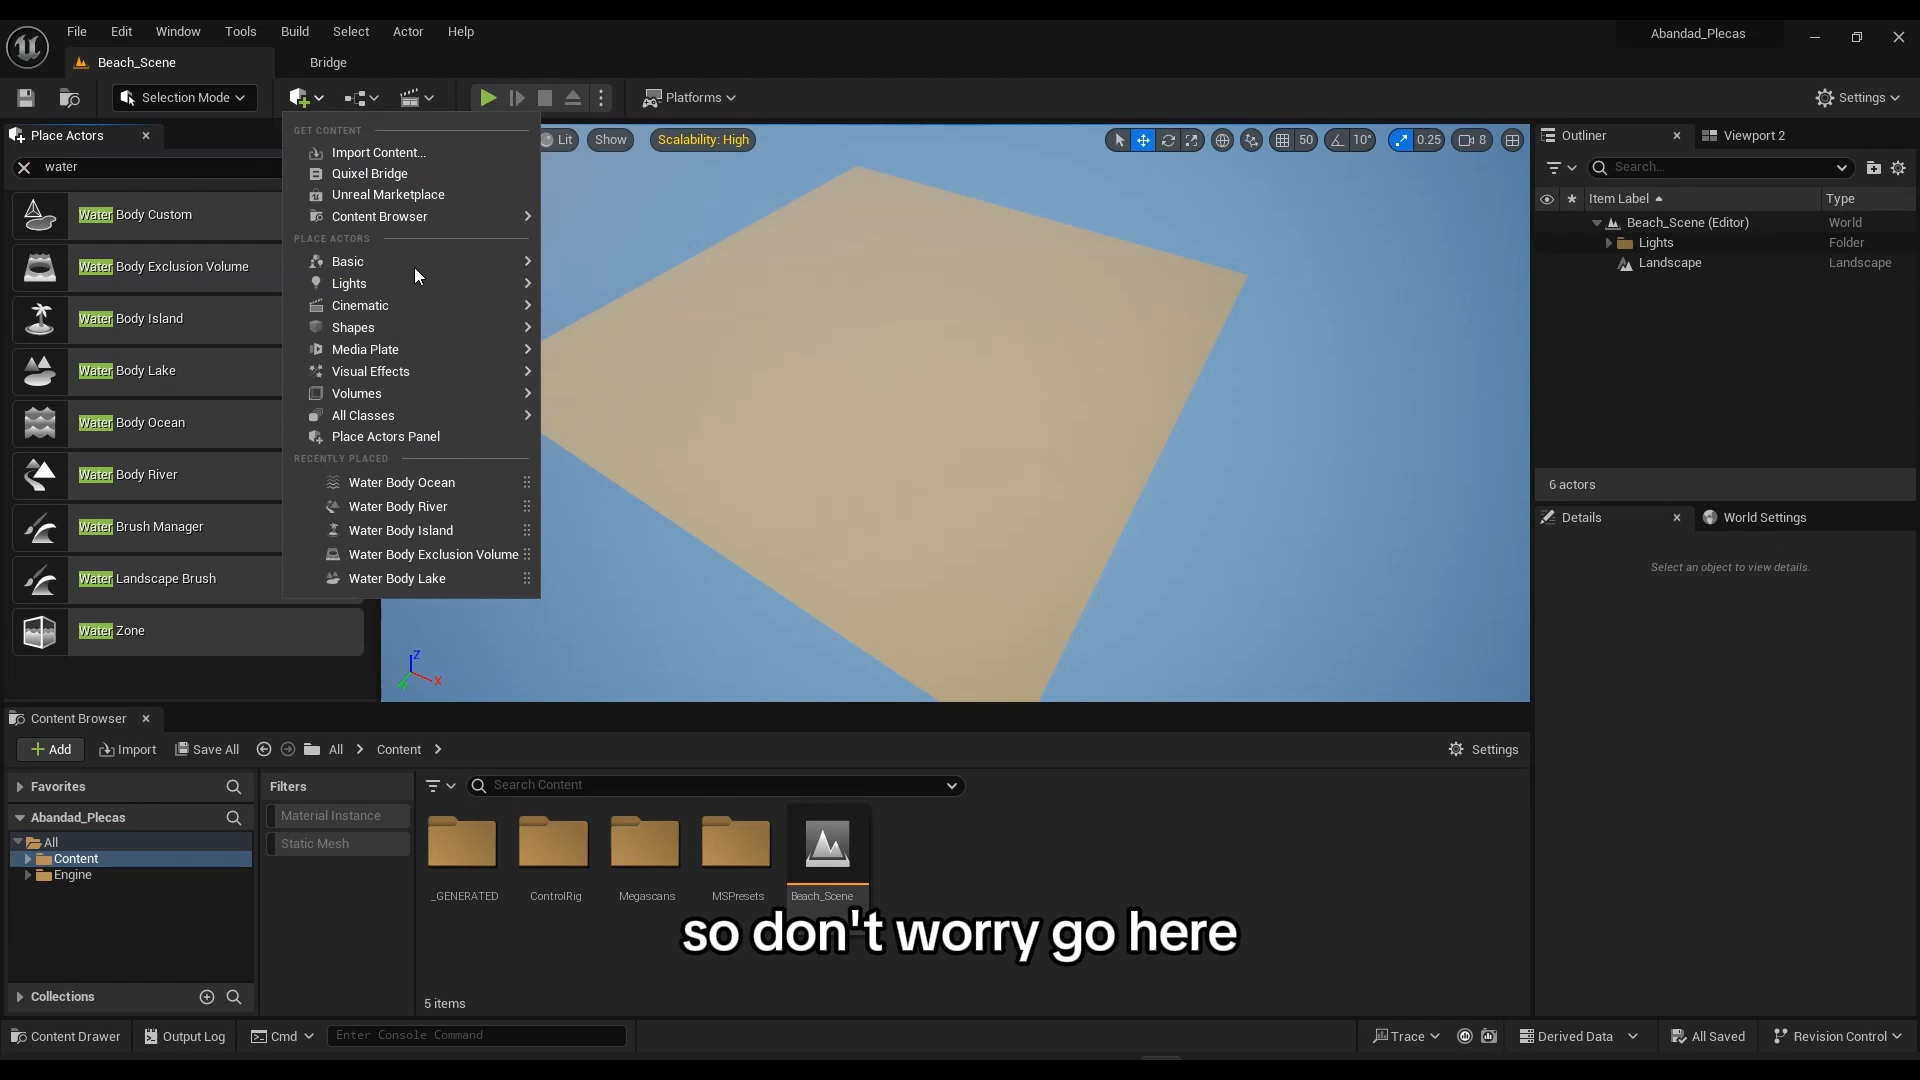 File Edit Window Tools Build Select Actor Help
Abandad_Plecas
Beach_Scene
Bridge
Selection Mode
Platforms
Settings
Place Actors
water
Water Body Custom
Water Body Exclusion Volume
Water Body Island
Water Body Lake
Water Body Ocean
Water Body River
Water Brush Manager
Water Landscape Brush
Water Zone
GET CONTENT
Import Content...
Quixel Bridge
Unreal Marketplace
Content Browser
PLACE ACTORS
Basic
Lights
Cinematic
Shapes
Media Plate
Visual Effects
Volumes
All Classes
Place Actors Panel
RECENTLY PLACED
Water Body Ocean
Water Body River
Water Body Island
Water Body Exclusion Volume
Water Body Lake
Lit
Show
Scalability: High
50
10°
0.25
8
Z
X
Outliner
Viewport 2
Search...
Item Label
Type
Beach_Scene (Editor) World
Lights Folder
Landscape Landscape
6 actors
Details
World Settings
Select an object to view details.
Content Browser
Add
Import
Save All
All
Content
Settings
Favorites
Abandad_Plecas
All
Content
Engine
Collections
Filters
Material Instance
Static Mesh
Search Content
_GENERATED
ControlRig
Megascans
MSPresets
Beach_Scene
so don't worry go here
5 items
Content Drawer
Output Log
Cmd
Enter Console Command
Trace
Derived Data
All Saved
Revision Control